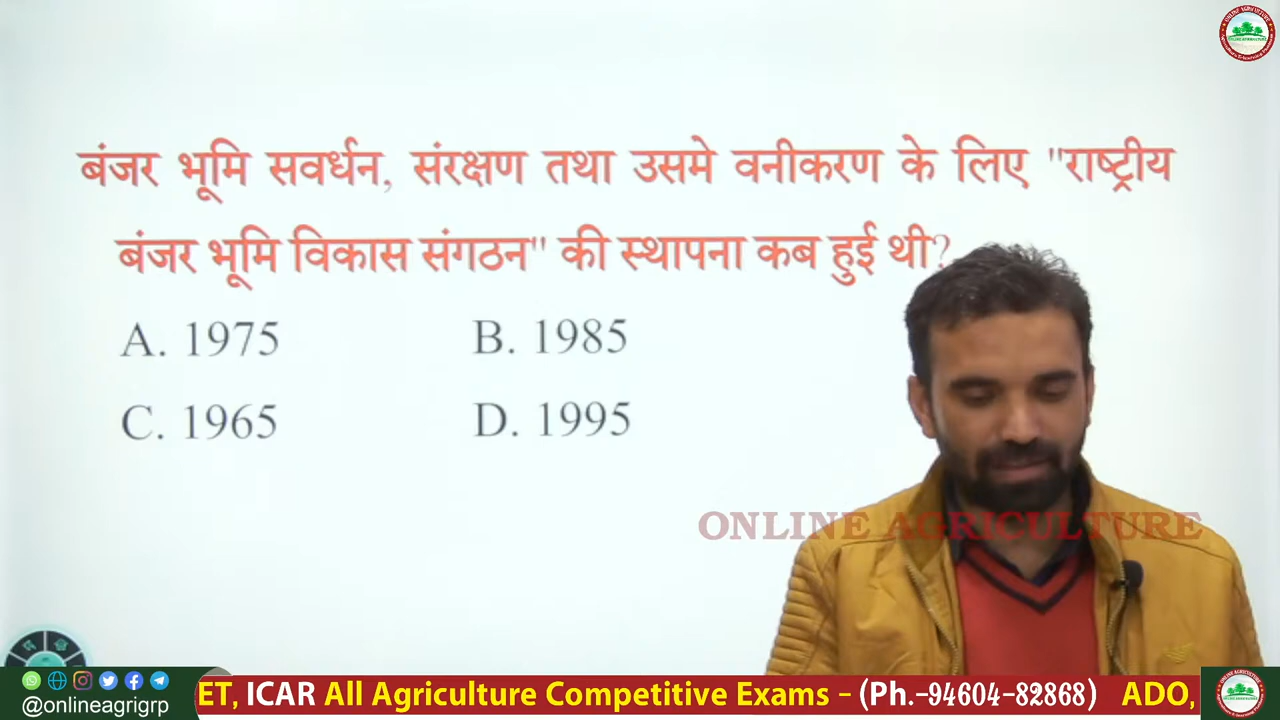 बंजर भूमि सवर्धन, संरक्षण तथा उसमे वनीकरण के लिए "राष्ट्रीय
बंजर भूमि विकास संगठन" की स्थापना कब हुई थी?
A. 1975 B. 1985
C. 1965 D. 1995
ONLINE AGRICULTURE
@onlineagrigrp
ET, ICAR All Agriculture Competitive Exams - (Ph.-94604-82868) ADO,